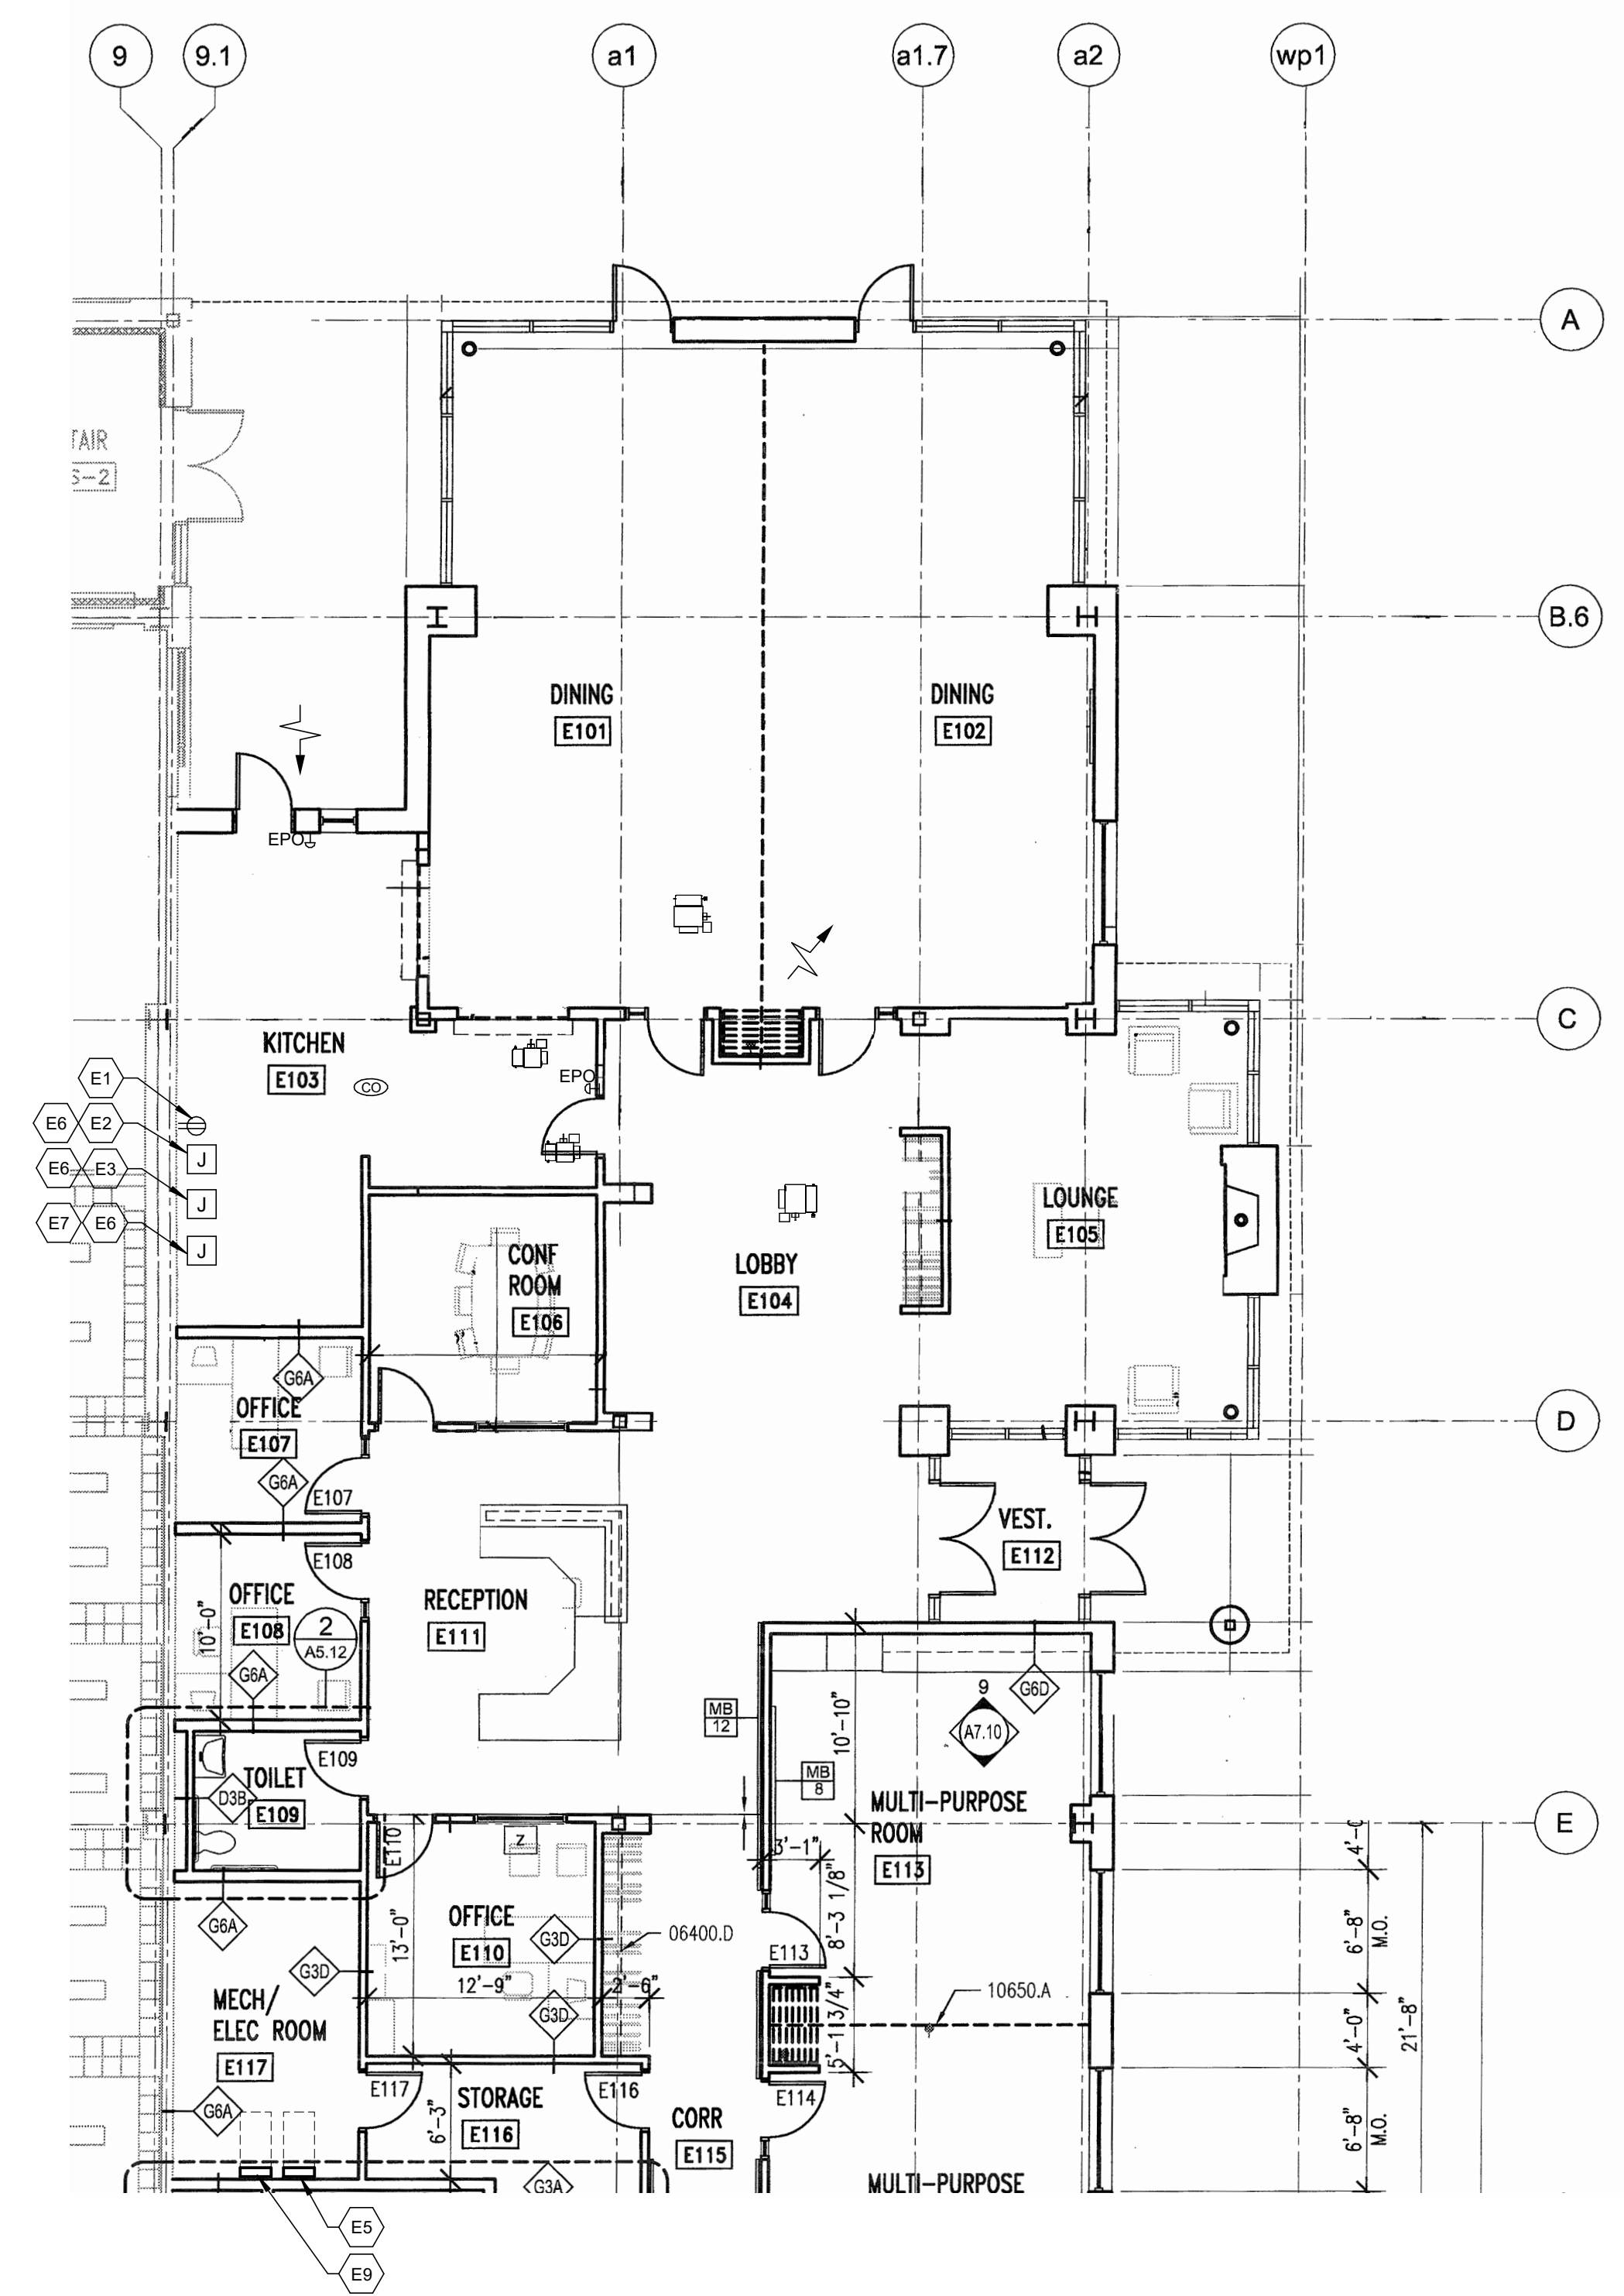 9
9.1
a1
a1.7
a2
wp1
A
TAIR
S-2
B.6
DINING
E101
DINING
E102
EPO
C
KITCHEN
E103
CO
EPO
E1
E6
E2
J
E6
E3
J
E7
E6
J
LOUNGE
E105
CONF
ROOM
E106
LOBBY
E104
G6A
OFFICE
E107
D
G6A
E107
VEST.
E112
E108
OFFICE
E108
10'-0"
2
A5.12
G6A
RECEPTION
E111
G6D
9
A7.10
MB
12
10'-10"
MB
8
E109
TOILET
E109
D3B
MULTI-PURPOSE
ROOM
E113
E
4'-0
E110
z
3'-1"
8'-3 1/8"
G6A
OFFICE
E110
G3D
06400.D
E113
6'-8"
M.O.
13'-0"
G3D
12'-9"
2'-6"
G3D
10650.A
MECH/
ELEC ROOM
E117
5'-1 3/4"
4'-0"
21'-8"
G6A
E117
STORAGE
E116
E116
6'-3"
CORR
E115
E114
6'-8"
M.O.
G3A
MULTI-PURPOSE
E5
E9